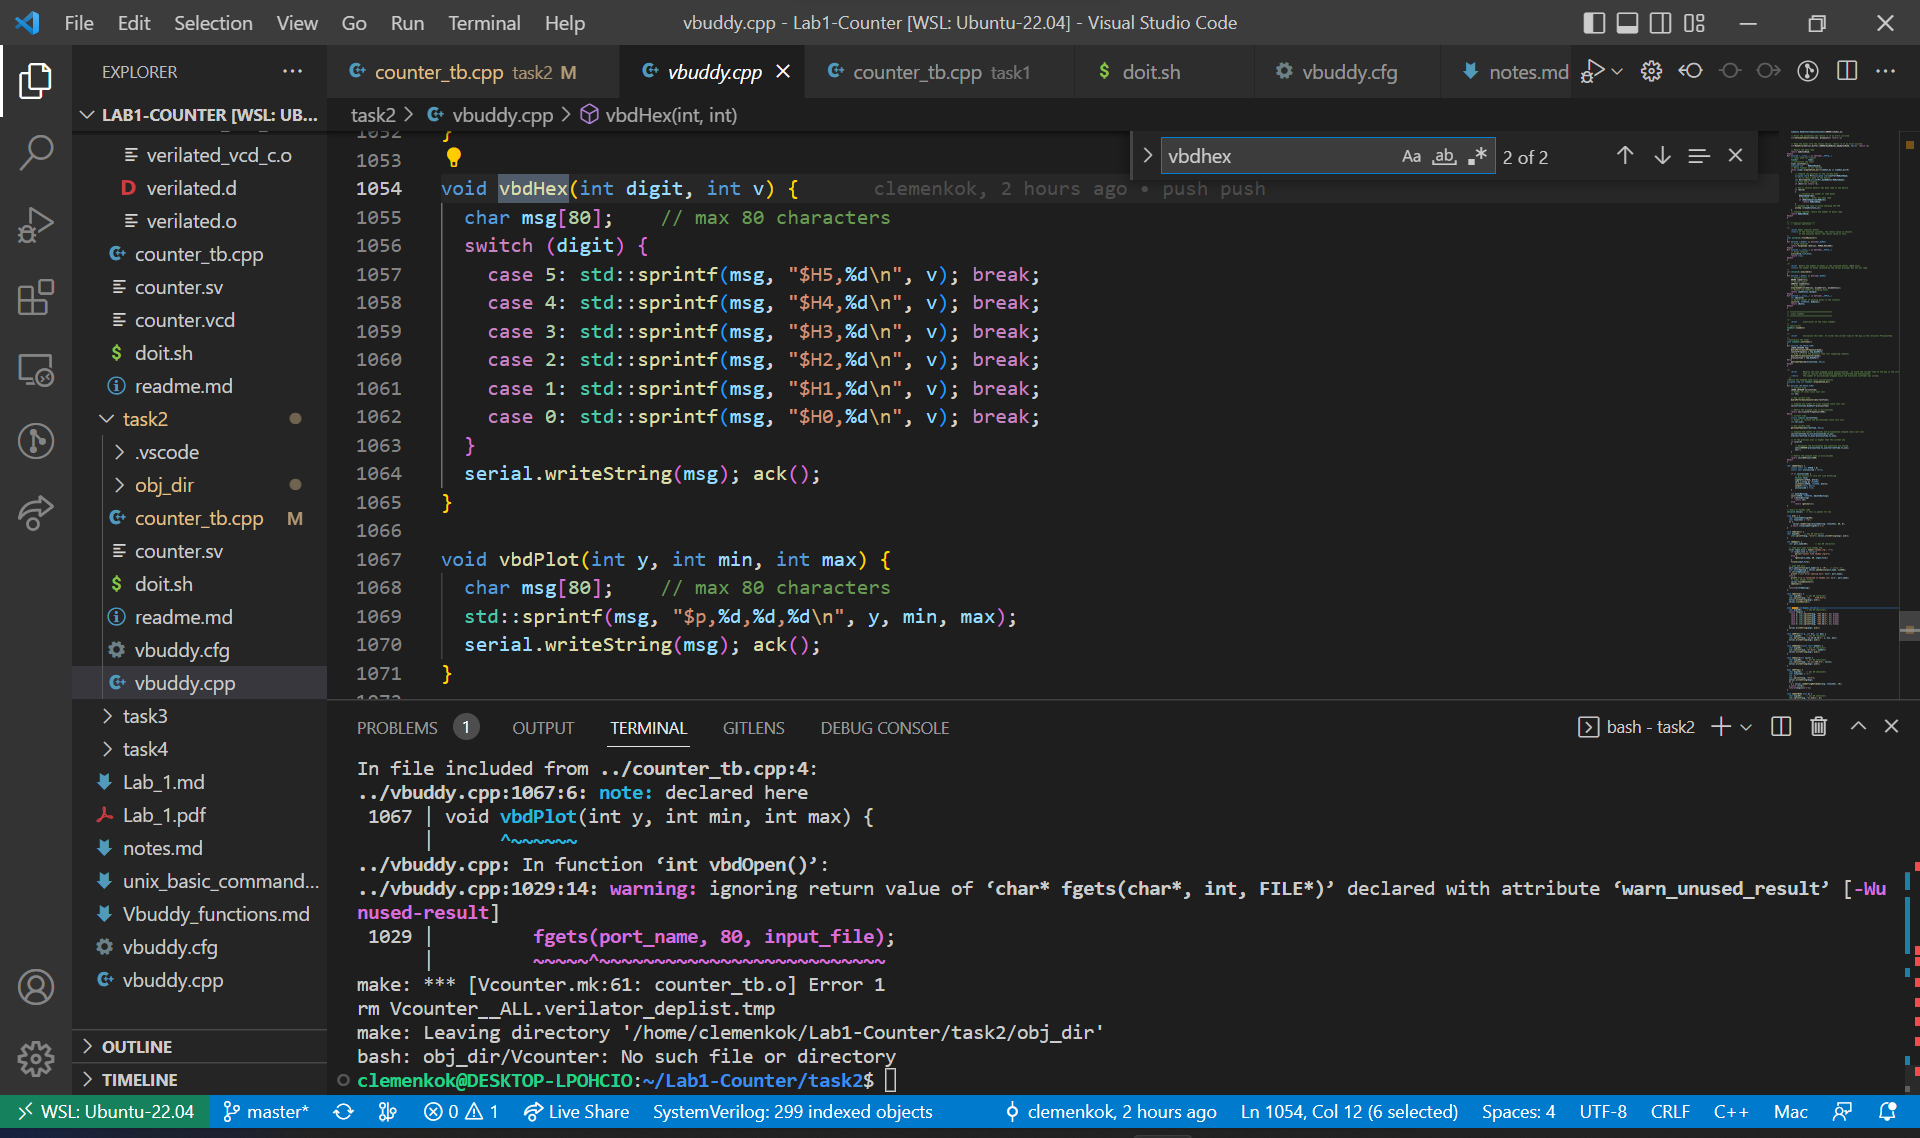 File Edit Selection View Go Run Terminal Help
vbuddy.cpp - Lab1-Counter [WSL: Ubuntu-22.04] - Visual Studio Code
EXPLORER
counter_tb.cpp task2 M
vbuddy.cpp
counter_tb.cpp task1
$ doit.sh
vbuddy.cfg
notes.md
LAB1-COUNTER [WSL: UB...
task2 > vbuddy.cpp > vbdHex(int, int)
vbdhex
Aa ab
2 of 2
verilated_vcd_c.o
D verilated.d
verilated.o
counter_tb.cpp
counter.sv
counter.vcd
$ doit.sh
readme.md
task2
.vscode
obj_dir
counter_tb.cpp M
counter.sv
$ doit.sh
readme.md
vbuddy.cfg
vbuddy.cpp
task3
task4
Lab_1.md
Lab_1.pdf
notes.md
unix_basic_command...
Vbuddy_functions.md
vbuddy.cfg
vbuddy.cpp
OUTLINE
TIMELINE
1052 }
1053
1054 void vbdHex(int digit, int v) { clemenkok, 2 hours ago • push push
1055 char msg[80]; // max 80 characters
1056 switch (digit) {
1057 case 5: std::sprintf(msg, "$H5,%d\n", v); break;
1058 case 4: std::sprintf(msg, "$H4,%d\n", v); break;
1059 case 3: std::sprintf(msg, "$H3,%d\n", v); break;
1060 case 2: std::sprintf(msg, "$H2,%d\n", v); break;
1061 case 1: std::sprintf(msg, "$H1,%d\n", v); break;
1062 case 0: std::sprintf(msg, "$H0,%d\n", v); break;
1063 }
1064 serial.writeString(msg); ack();
1065 }
1066
1067 void vbdPlot(int y, int min, int max) {
1068 char msg[80]; // max 80 characters
1069 std::sprintf(msg, "$p,%d,%d,%d\n", y, min, max);
1070 serial.writeString(msg); ack();
1071 }
PROBLEMS 1 OUTPUT TERMINAL GITLENS DEBUG CONSOLE
bash - task2
In file included from ../counter_tb.cpp:4:
../vbuddy.cpp:1067:6: note: declared here
1067 | void vbdPlot(int y, int min, int max) {
| ^~~~~~~
../vbuddy.cpp: In function ‘int vbdOpen()’:
../vbuddy.cpp:1029:14: warning: ignoring return value of ‘char* fgets(char*, int, FILE*)’ declared with attribute ‘warn_unused_result’ [-Wu
nused-result]
1029 | fgets(port_name, 80, input_file);
| ~~~~~^~~~~~~~~~~~~~~~~~~~~~~~~~~
make: *** [Vcounter.mk:61: counter_tb.o] Error 1
rm Vcounter__ALL.verilator_deplist.tmp
make: Leaving directory '/home/clemenkok/Lab1-Counter/task2/obj_dir'
bash: obj_dir/Vcounter: No such file or directory
clemenkok@DESKTOP-LPOHCIO:~/Lab1-Counter/task2$
WSL: Ubuntu-22.04 master* 0 1 Live Share SystemVerilog: 299 indexed objects clemenkok, 2 hours ago Ln 1054, Col 12 (6 selected) Spaces: 4 UTF-8 CRLF C++ Mac